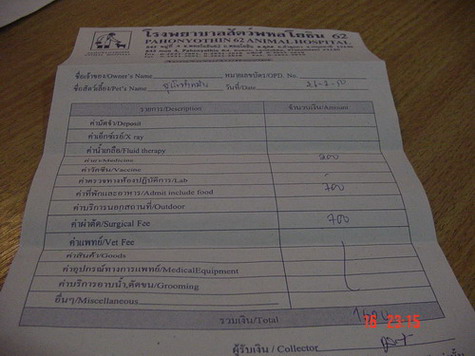 โรงพยาบาลสัตว์พหลโยธิน 62
PAHONYOTHIN 62 ANIMAL HOSPITAL
ชื่อเจ้าของ/Owner's Name หมายเลขบัตร/OPD. No.
ชื่อสัตว์เลี้ยง/Pet's Name วันที่/Date
รายการ/Description จำนวนเงิน/Amount
ค่ามัดจำ/Deposit
ค่าเอ็กซ์เรย์/X ray
ค่าน้ำเกลือ/Fluid therapy
ค่ายา/Medicine 200
ค่าวัคซีน/Vaccine
ค่าตรวจทางห้องปฏิบัติการ/Lab
ค่าที่พักและอาหาร/Admit include food 700
ค่าบริการนอกสถานที่/Outdoor
ค่าผ่าตัด/Surgical Fee 700
ค่าแพทย์/Vet Fee
ค่าสินค้า/Goods
ค่าอุปกรณ์ทางการแพทย์/MedicalEquipment
ค่าบริการอาบน้ำ,ตัดขน/Grooming
อื่นๆ/Miscellaneous
รวมเงิน/Total
23:15
ผู้รับเงิน / Collector